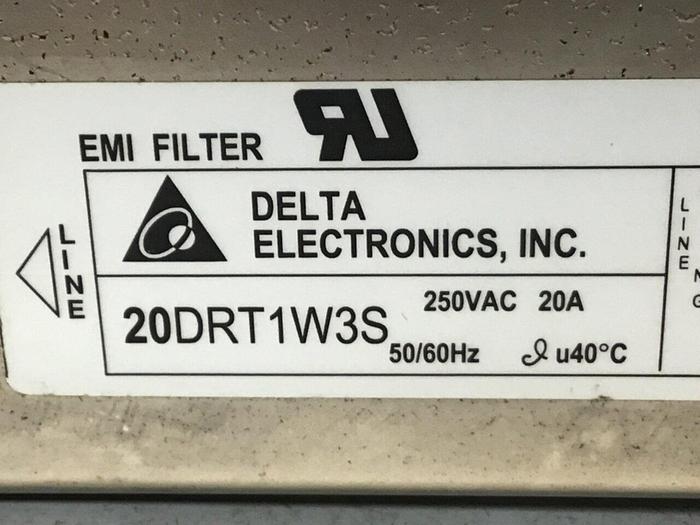 EMI FILTER
LINE
DELTA
ELECTRONICS, INC.
20DRT1W3S
250VAC 20A
50/60Hz
u40°C
LINE
N
G